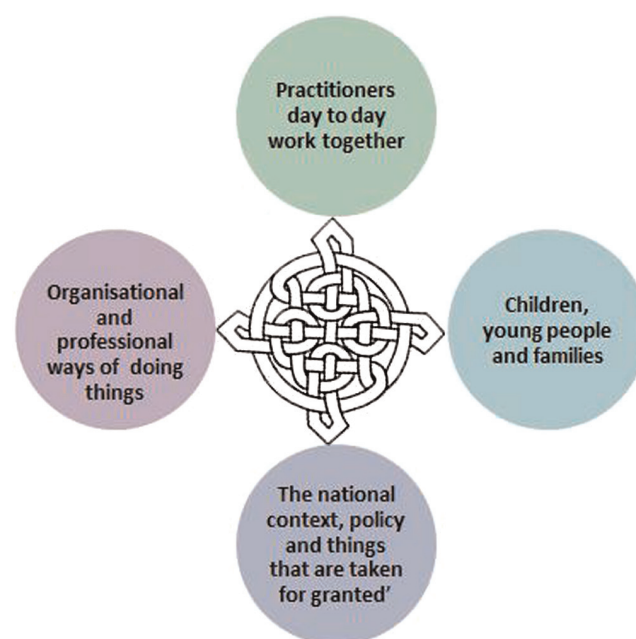 Practitioners
day to day
work together
Organisational
and
professional
ways of doing
things
Children,
young people
and families
The national
context, policy
and things
that are taken
for granted’